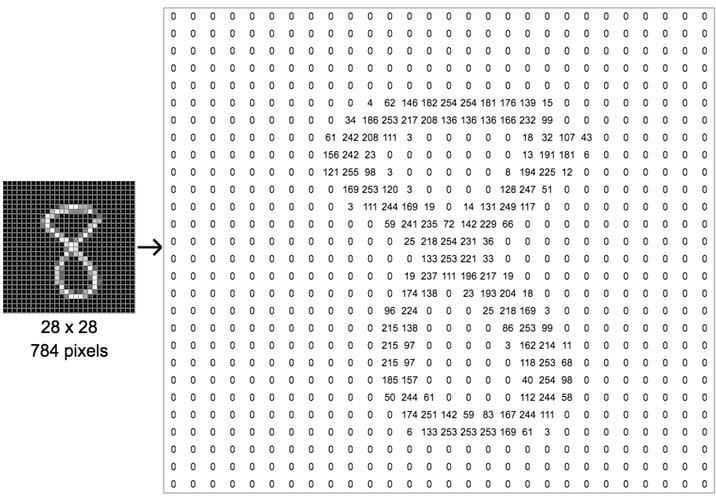 0 0 0 0 0 0 0 0 0 0 0 0 0 0 0 0 0 0 0 0 0 0 0 0 0 0 0 0
0 0 0 0 0 0 0 0 0 0 0 0 0 0 0 0 0 0 0 0 0 0 0 0 0 0 0 0
0 0 0 0 0 0 0 0 0 0 0 0 0 0 0 0 0 0 0 0 0 0 0 0 0 0 0 0
0 0 0 0 0 0 0 0 0 0 0 0 0 0 0 0 0 0 0 0 0 0 0 0 0 0 0 0
0 0 0 0 0 0 0 0 0 0 0 0 0 0 0 0 0 0 0 0 0 0 0 0 0 0 0 0
0 0 0 0 0 0 0 0 0 0 4 62 146 182 254 254 181 176 139 15 0 0 0 0 0 0 0 0
0 0 0 0 0 0 0 0 0 34 186 253 217 208 136 136 136 166 232 99 0 0 0 0 0 0 0 0
0 0 0 0 0 0 0 0 61 242 208 111 3 0 0 0 0 0 18 32 107 43 0 0 0 0 0 0
0 0 0 0 0 0 0 0 156 242 23 0 0 0 0 0 0 0 13 191 181 6 0 0 0 0 0 0
0 0 0 0 0 0 0 0 121 255 98 3 0 0 0 0 0 8 194 225 12 0 0 0 0 0 0 0
0 0 0 0 0 0 0 0 0 169 253 120 3 0 0 0 0 128 247 51 0 0 0 0 0 0 0 0
0 0 0 0 0 0 0 0 0 3 111 244 169 19 0 14 131 249 117 0 0 0 0 0 0 0 0 0
0 0 0 0 0 0 0 0 0 0 0 59 241 235 72 142 229 66 0 0 0 0 0 0 0 0 0 0
0 0 0 0 0 0 0 0 0 0 0 0 25 218 254 231 36 0 0 0 0 0 0 0 0 0 0 0
0 0 0 0 0 0 0 0 0 0 0 0 0 133 253 221 33 0 0 0 0 0 0 0 0 0 0 0
0 0 0 0 0 0 0 0 0 0 0 0 19 237 111 196 217 19 0 0 0 0 0 0 0 0 0 0
0 0 0 0 0 0 0 0 0 0 0 0 174 138 0 23 193 204 18 0 0 0 0 0 0 0 0 0
0 0 0 0 0 0 0 0 0 0 0 96 224 0 0 0 25 218 169 3 0 0 0 0 0 0 0 0
0 0 0 0 0 0 0 0 0 0 0 215 138 0 0 0 0 86 253 99 0 0 0 0 0 0 0 0
0 0 0 0 0 0 0 0 0 0 0 215 97 0 0 0 0 3 162 214 11 0 0 0 0 0 0 0
0 0 0 0 0 0 0 0 0 0 0 215 97 0 0 0 0 0 118 253 68 0 0 0 0 0 0 0
0 0 0 0 0 0 0 0 0 0 0 185 157 0 0 0 0 0 40 254 98 0 0 0 0 0 0 0
0 0 0 0 0 0 0 0 0 0 0 50 244 61 0 0 0 0 112 244 58 0 0 0 0 0 0 0
0 0 0 0 0 0 0 0 0 0 0 0 174 251 142 59 83 167 244 111 0 0 0 0 0 0 0 0
0 0 0 0 0 0 0 0 0 0 0 0 6 133 253 253 253 169 61 3 0 0 0 0 0 0 0 0
0 0 0 0 0 0 0 0 0 0 0 0 0 0 0 0 0 0 0 0 0 0 0 0 0 0 0 0
0 0 0 0 0 0 0 0 0 0 0 0 0 0 0 0 0 0 0 0 0 0 0 0 0 0 0 0
0 0 0 0 0 0 0 0 0 0 0 0 0 0 0 0 0 0 0 0 0 0 0 0 0 0 0 0
8
28 x 28
784 pixels